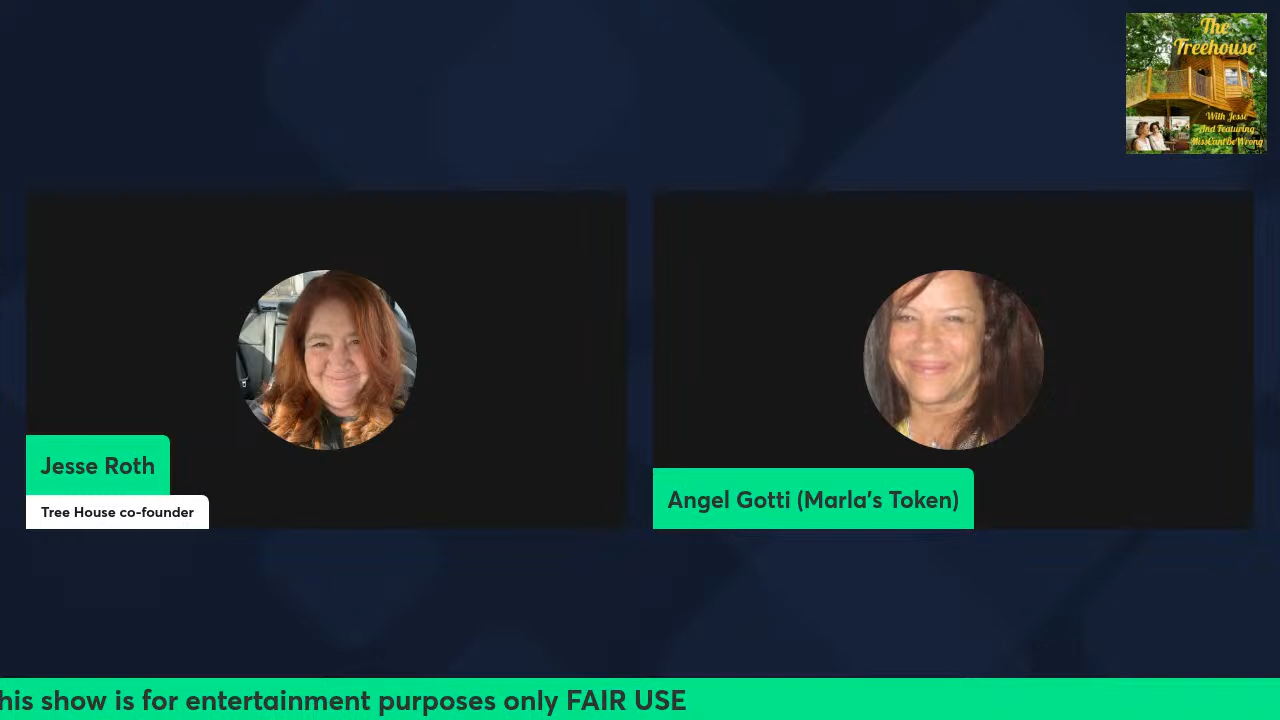 The
Treehouse
With Jesse
And Featuring
MissCantBeWrong
Jesse Roth
Tree House co-founder
Angel Gotti (Marla's Token)
his show is for entertainment purposes only FAIR USE